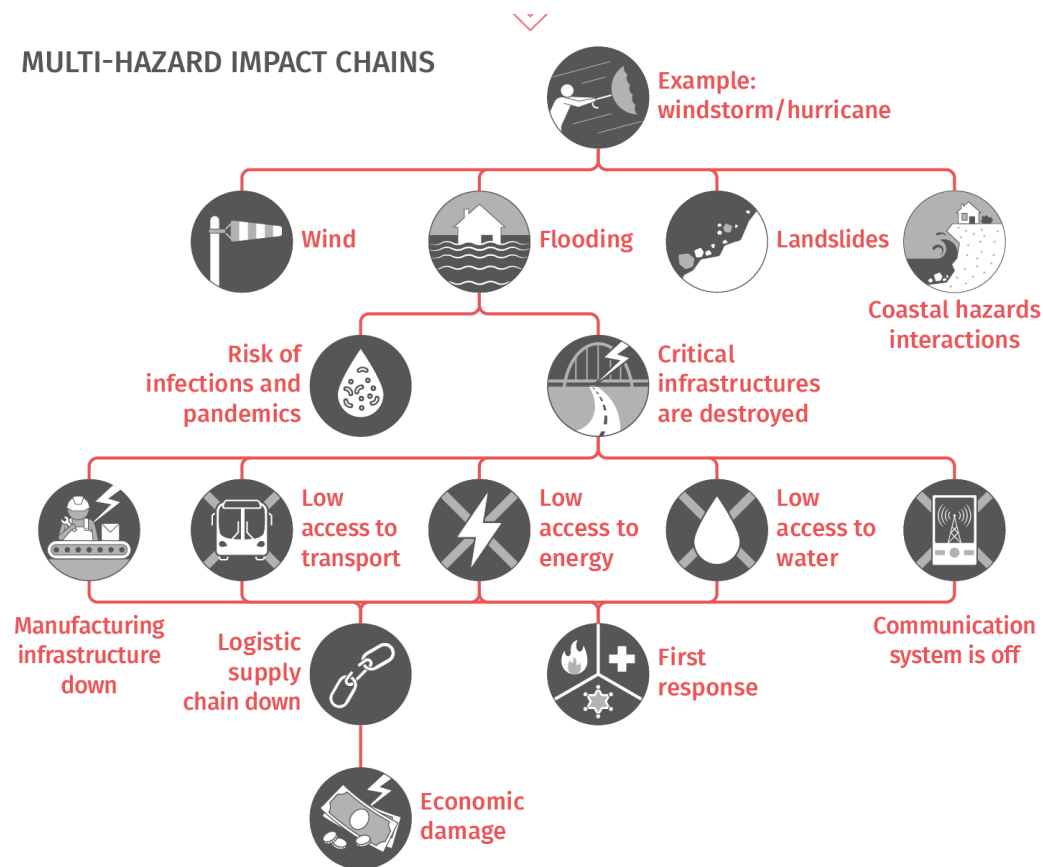 MULTI-HAZARD IMPACT CHAINS
Example:
windstorm/hurricane
Wind
Flooding
Landslides
Coastal hazards
interactions
Risk of
infections and
pandemics
Critical
infrastructures
are destroyed
Low
access to
transport
Low
access to
energy
Low
access to
water
Manufacturing
infrastructure
down
Logistic
supply
chain down
First
response
Communication
system is off
Economic
damage